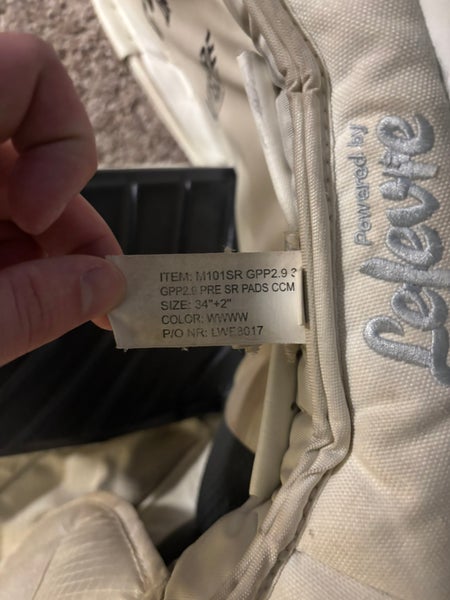 ITEM: M101SR GPP2.9 3
GPP2.9 PRE SR PADS CCM
SIZE: 34"+2"
COLOR: WWWW
P/O NR: LWE8017
Powered by
Lefevre